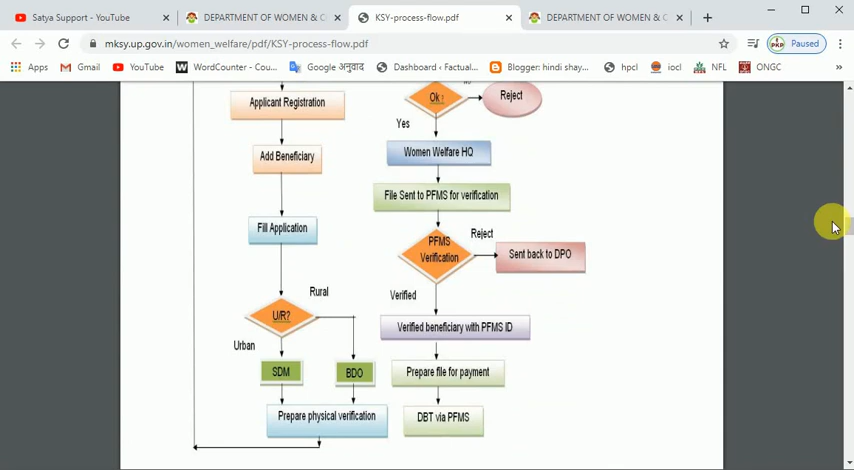 Satya Support - YouTube
DEPARTMENT OF WOMEN & C
KSY-process-flow.pdf
DEPARTMENT OF WOMEN & C
mksy.up.gov.in/women_welfare/pdf/KSY-process-flow.pdf
Paused
Apps
Gmail
YouTube
WordCounter - Cou...
Google अनुवाद
Dashboard ‹ Factual...
Blogger: hindi shay...
hpcl
iocl
NFL
ONGC
»
Applicant Registration
Add Beneficiary
Fill Application
U/R?
Rural
Urban
SDM
BDO
Prepare physical verification
Ok !
Reject
Yes
Women Welfare HQ
File Sent to PFMS for verification
PFMS
Verification
Reject
Sent back to DPO
Verified
Verified beneficiary with PFMS ID
Prepare file for payment
DBT via PFMS